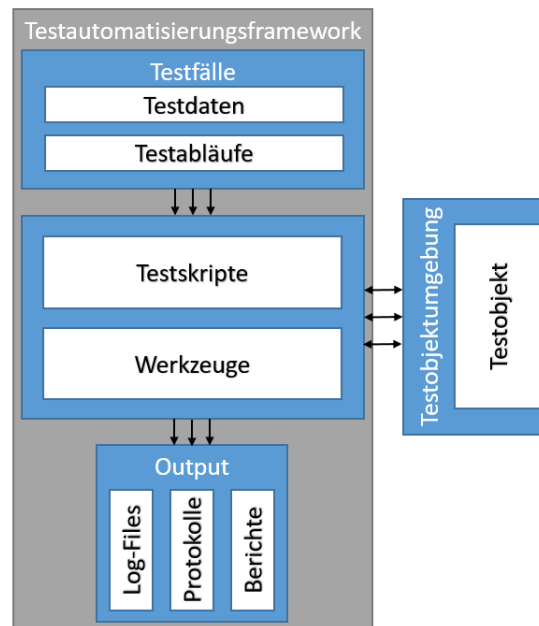 Testautomatisierungsframework
Testfälle
Testdaten
Testabläufe
Testskripte
Werkzeuge
Output
Log-Files
Protokolle
Berichte
Testobjektumgebung
Testobjekt